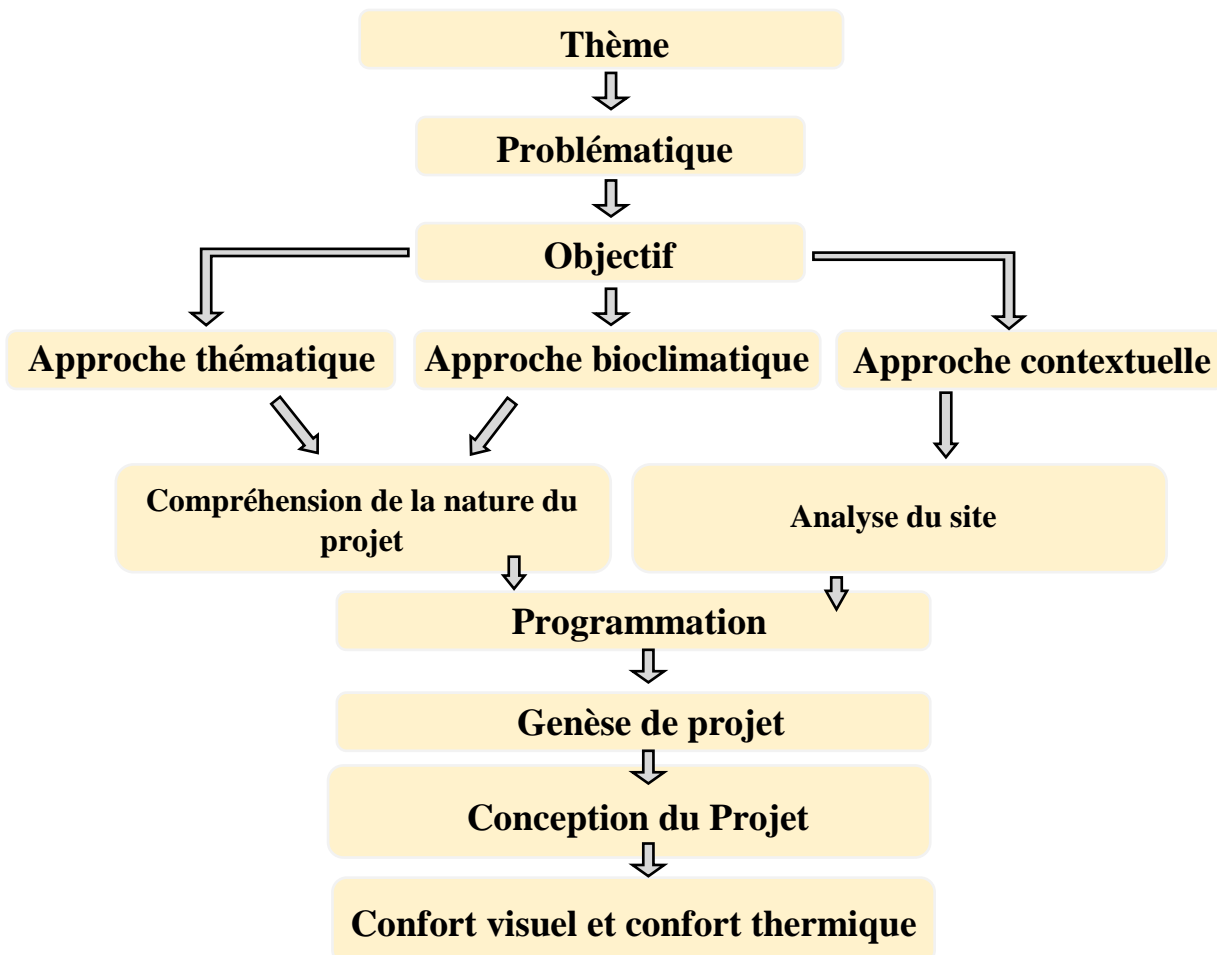 Thème
Problématique
Objectif
Approche thématique
Approche bioclimatique
Approche contextuelle
Compréhension de la nature du
projet
Analyse du site
Programmation
Genèse de projet
Conception du Projet
Confort visuel et confort thermique